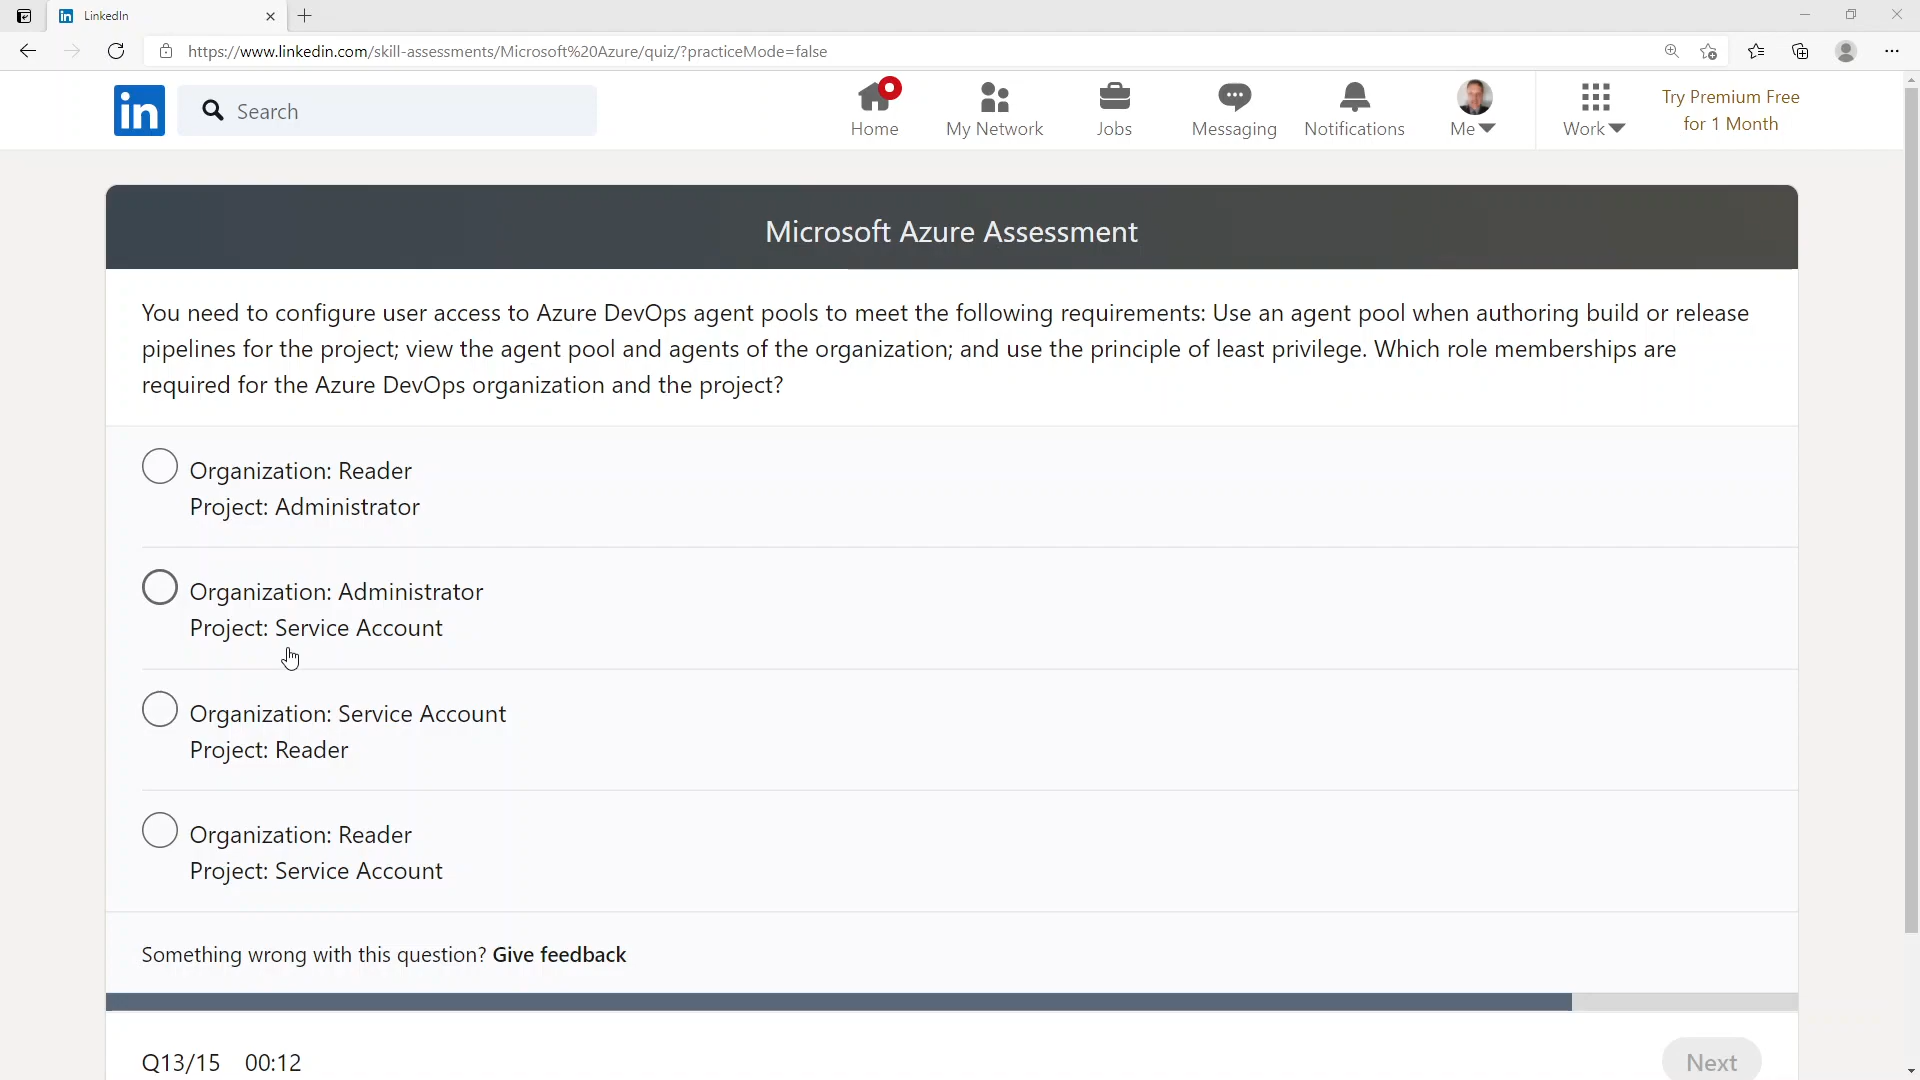 LinkedIn
https://www.linkedin.com/skill-assessments/Microsoft%20Azure/quiz/?practiceMode=false
in
Search
Home
My Network
Jobs
Messaging
Notifications
Me
Work
Try Premium Free
for 1 Month
Microsoft Azure Assessment
You need to configure user access to Azure DevOps agent pools to meet the following requirements: Use an agent pool when authoring build or release
pipelines for the project; view the agent pool and agents of the organization; and use the principle of least privilege. Which role memberships are
required for the Azure DevOps organization and the project?
Organization: Reader
Project: Administrator
Organization: Administrator
Project: Service Account
Organization: Service Account
Project: Reader
Organization: Reader
Project: Service Account
Something wrong with this question? Give feedback
Q13/15 00:12
Next